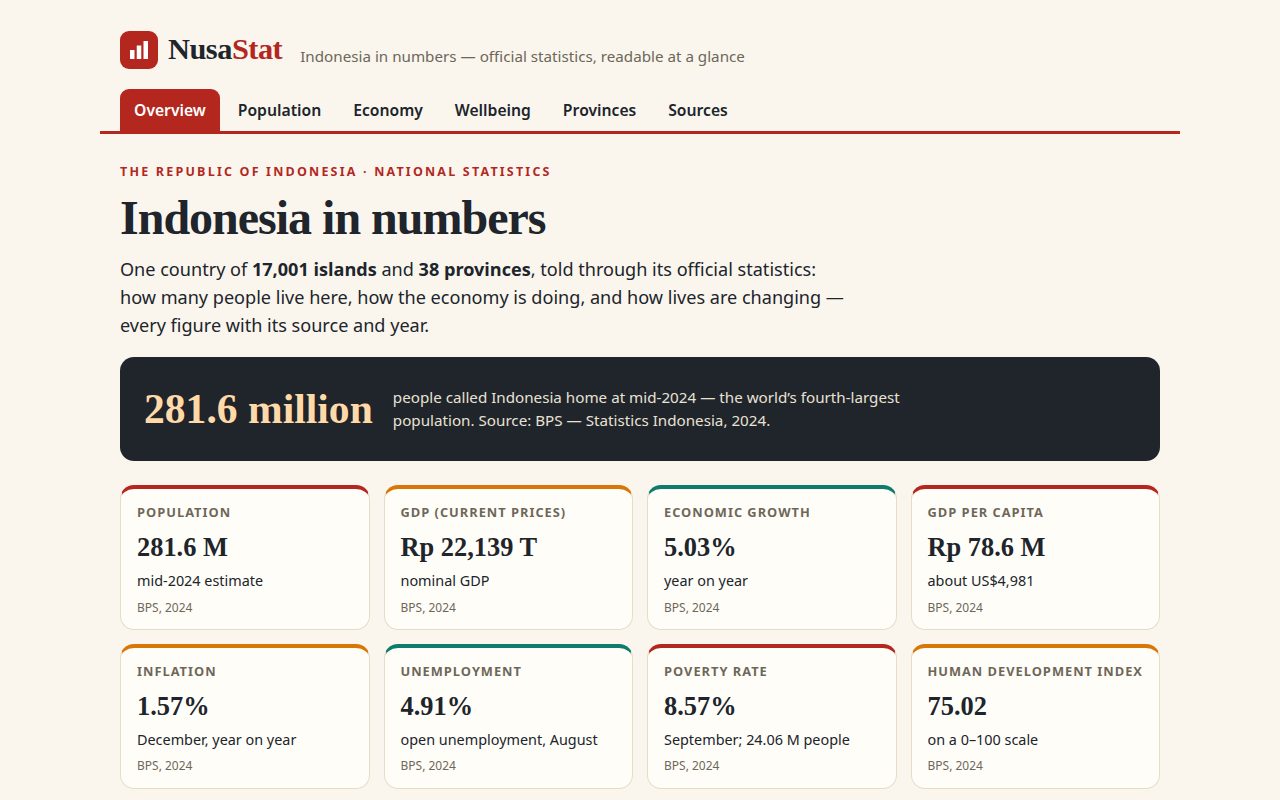 NusaStat Indonesia in numbers — official statistics, readable at a glance
Overview Population Economy Wellbeing Provinces Sources
THE REPUBLIC OF INDONESIA · NATIONAL STATISTICS
Indonesia in numbers
One country of 17,001 islands and 38 provinces, told through its official statistics:
how many people live here, how the economy is doing, and how lives are changing —
every figure with its source and year.
281.6 million
people called Indonesia home at mid-2024 — the world’s fourth-largest
population. Source: BPS — Statistics Indonesia, 2024.
POPULATION
281.6 M
mid-2024 estimate
BPS, 2024
GDP (CURRENT PRICES)
Rp 22,139 T
nominal GDP
BPS, 2024
ECONOMIC GROWTH
5.03%
year on year
BPS, 2024
GDP PER CAPITA
Rp 78.6 M
about US$4,981
BPS, 2024
INFLATION
1.57%
December, year on year
BPS, 2024
UNEMPLOYMENT
4.91%
open unemployment, August
BPS, 2024
POVERTY RATE
8.57%
September; 24.06 M people
BPS, 2024
HUMAN DEVELOPMENT INDEX
75.02
on a 0–100 scale
BPS, 2024